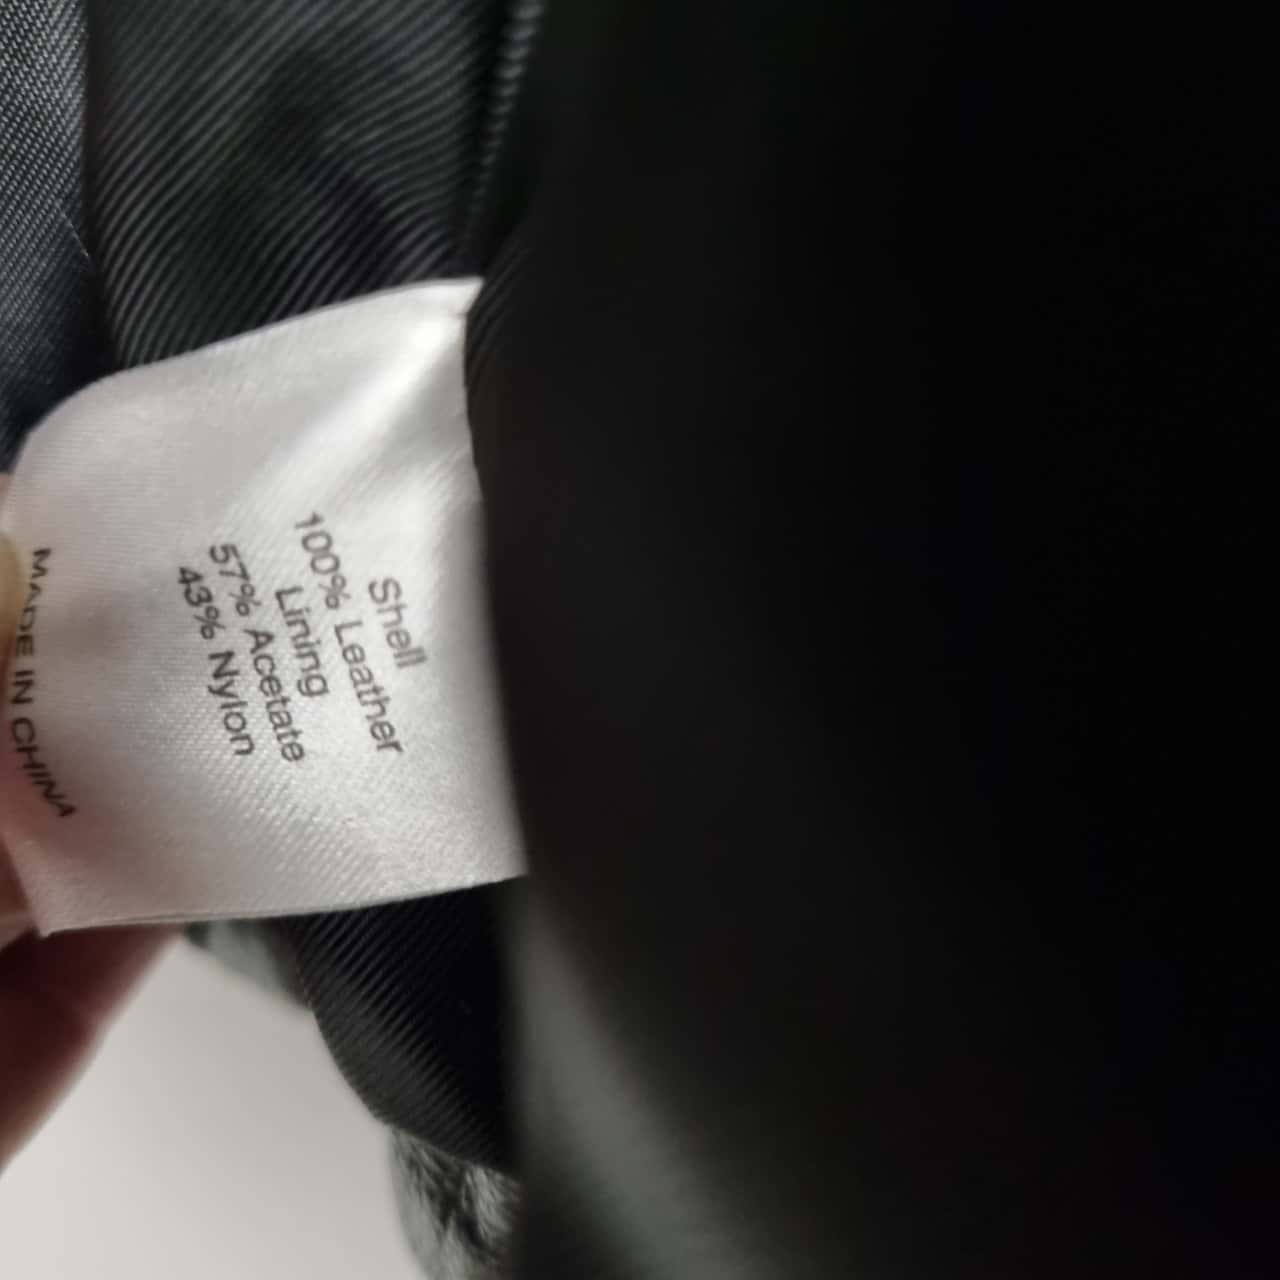 Shell
100% Leather
Lining
57% Acetate
43% Nylon
MADE IN CHINA